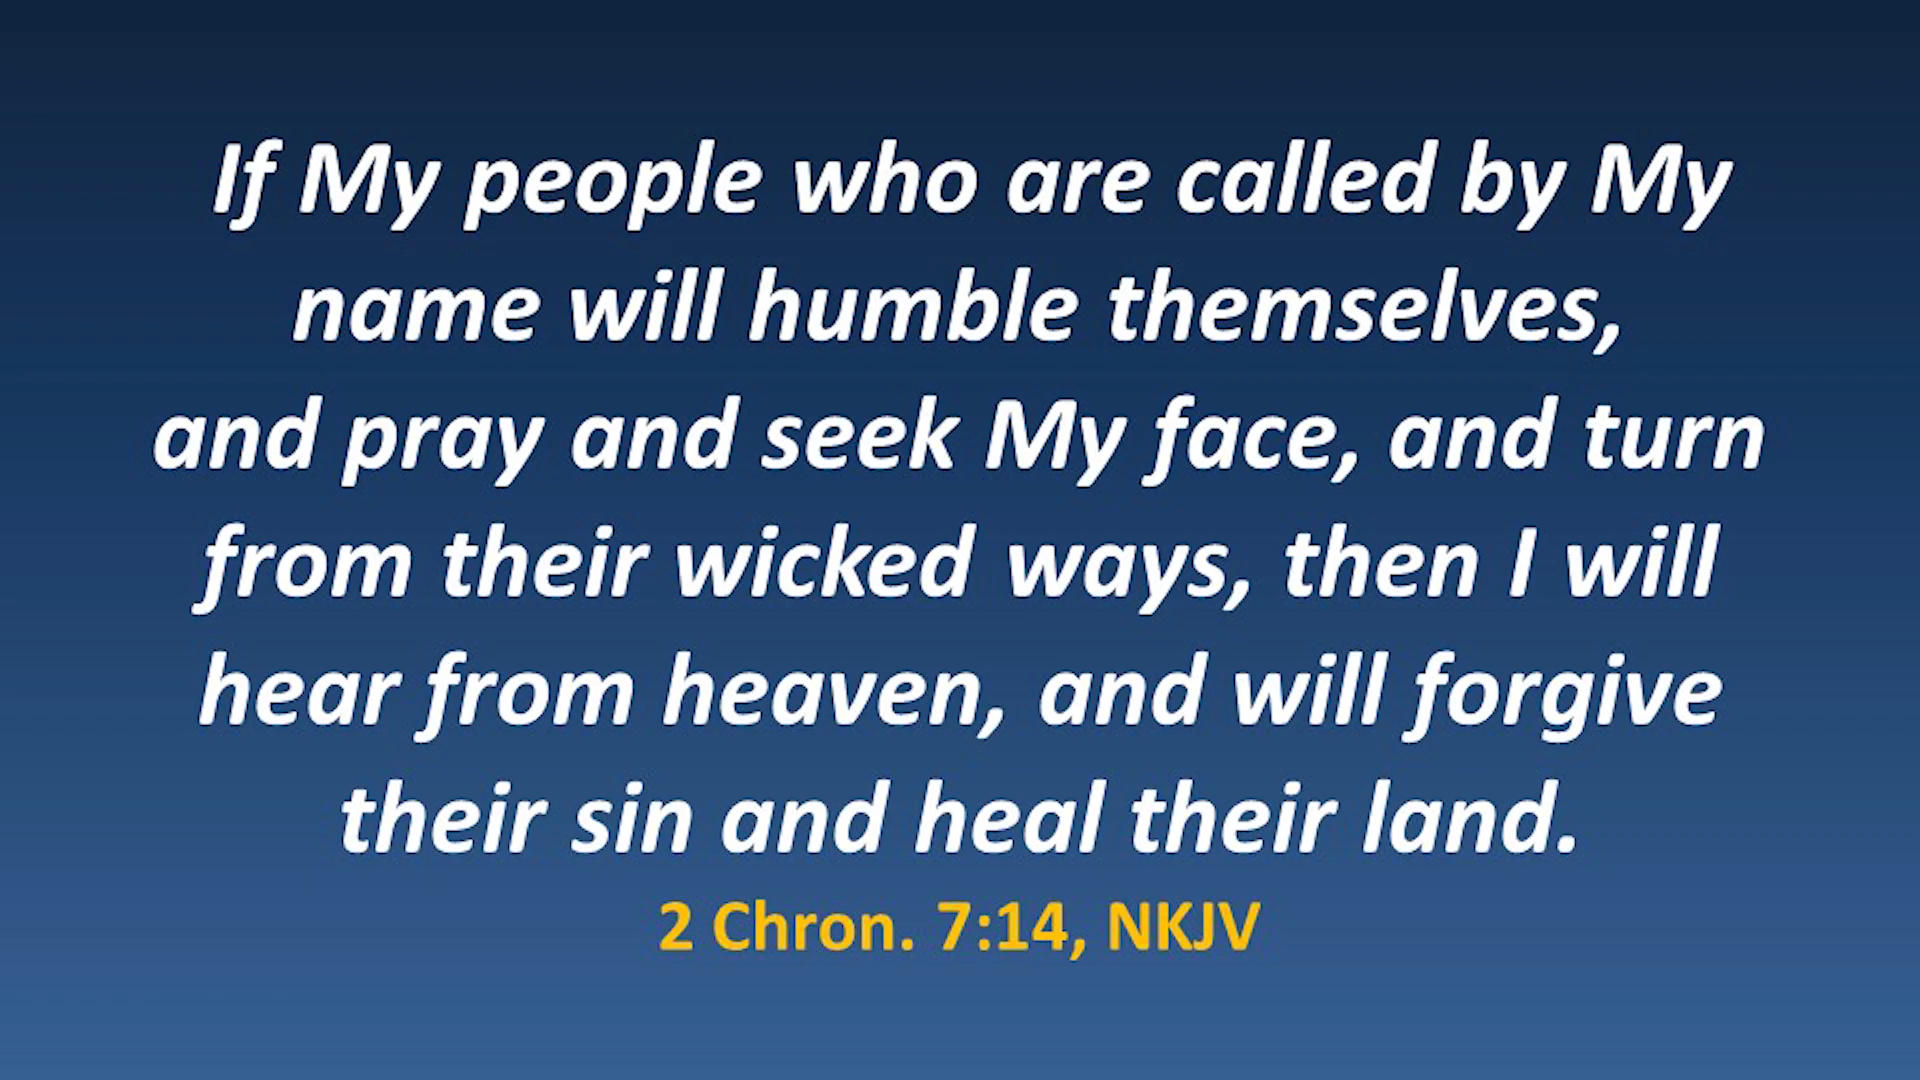 If My people who are called by My
name will humble themselves,
and pray and seek My face, and turn
from their wicked ways, then I will
hear from heaven, and will forgive
their sin and heal their land.
2 Chron. 7:14, NKJV